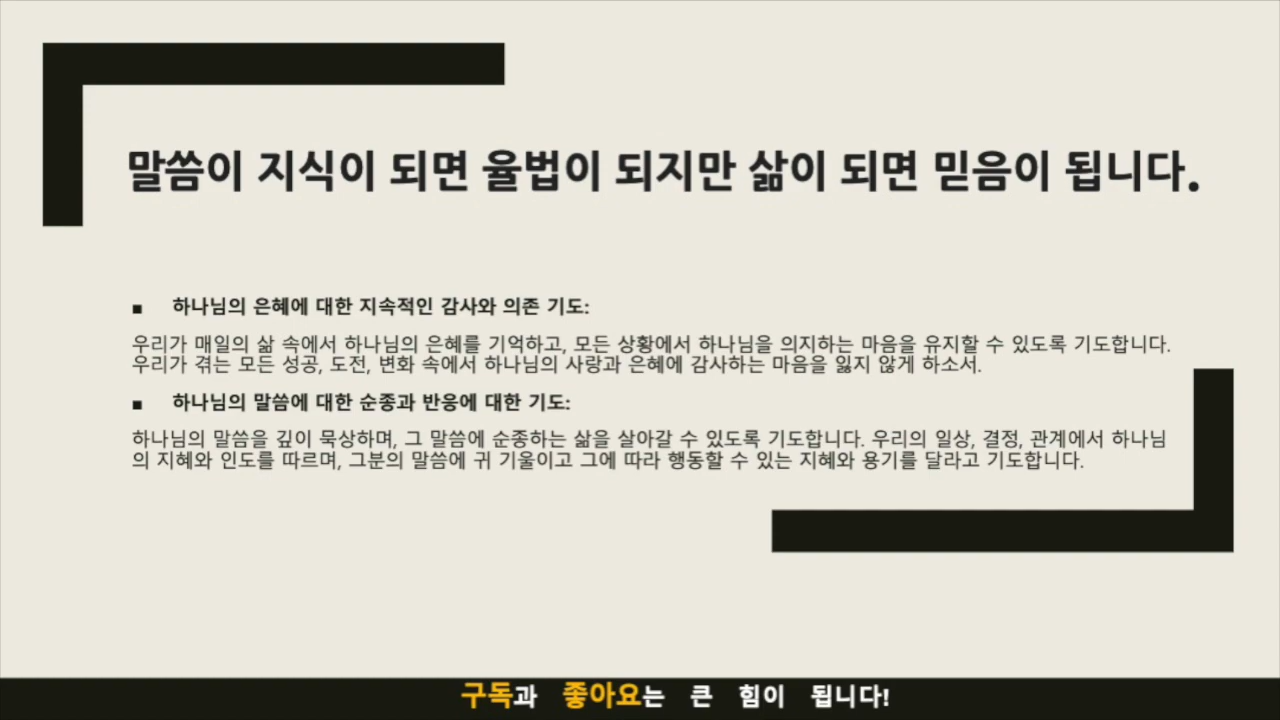 말씀이 지식이 되면 율법이 되지만 삶이 되면 믿음이 됩니다.
■ 하나님의 은혜에 대한 지속적인 감사와 의존 기도:
우리가 매일의 삶 속에서 하나님의 은혜를 기억하고, 모든 상황에서 하나님을 의지하는 마음을 유지할 수 있도록 기도합니다.
우리가 겪는 모든 성공, 도전, 변화 속에서 하나님의 사랑과 은혜에 감사하는 마음을 잃지 않게 하소서.
■ 하나님의 말씀에 대한 순종과 반응에 대한 기도:
하나님의 말씀을 깊이 묵상하며, 그 말씀에 순종하는 삶을 살아갈 수 있도록 기도합니다. 우리의 일상, 결정, 관계에서 하나님
의 지혜와 인도를 따르며, 그분의 말씀에 귀 기울이고 그에 따라 행동할 수 있는 지혜와 용기를 달라고 기도합니다.
구독과 좋아요는 큰 힘이 됩니다!